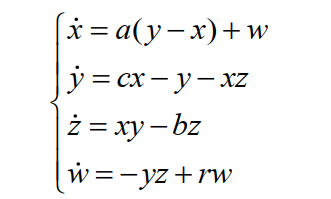 ẋ = a(y − x) + w
ẏ = cx − y − xz
ż = xy − bz
ẇ = −yz + rw